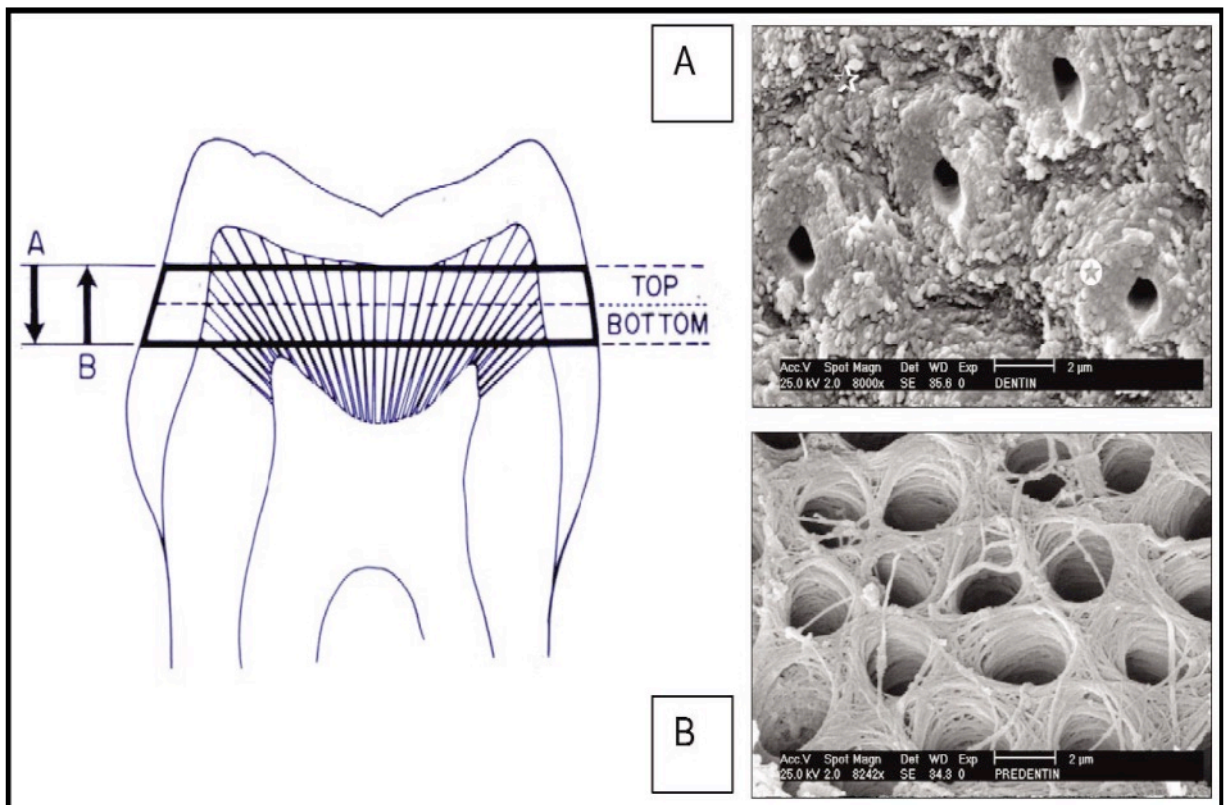 A
B
TOP
BOTTOM
A
Acc.V Spot Magn Det WD Exp
25.0 kV 2.0 8000x SE 35.6 0 DENTIN 2 µm
B
Acc.V Spot Magn Det WD Exp
25.0 kV 2.0 8242x SE 34.3 0 PREDENTIN 2 µm